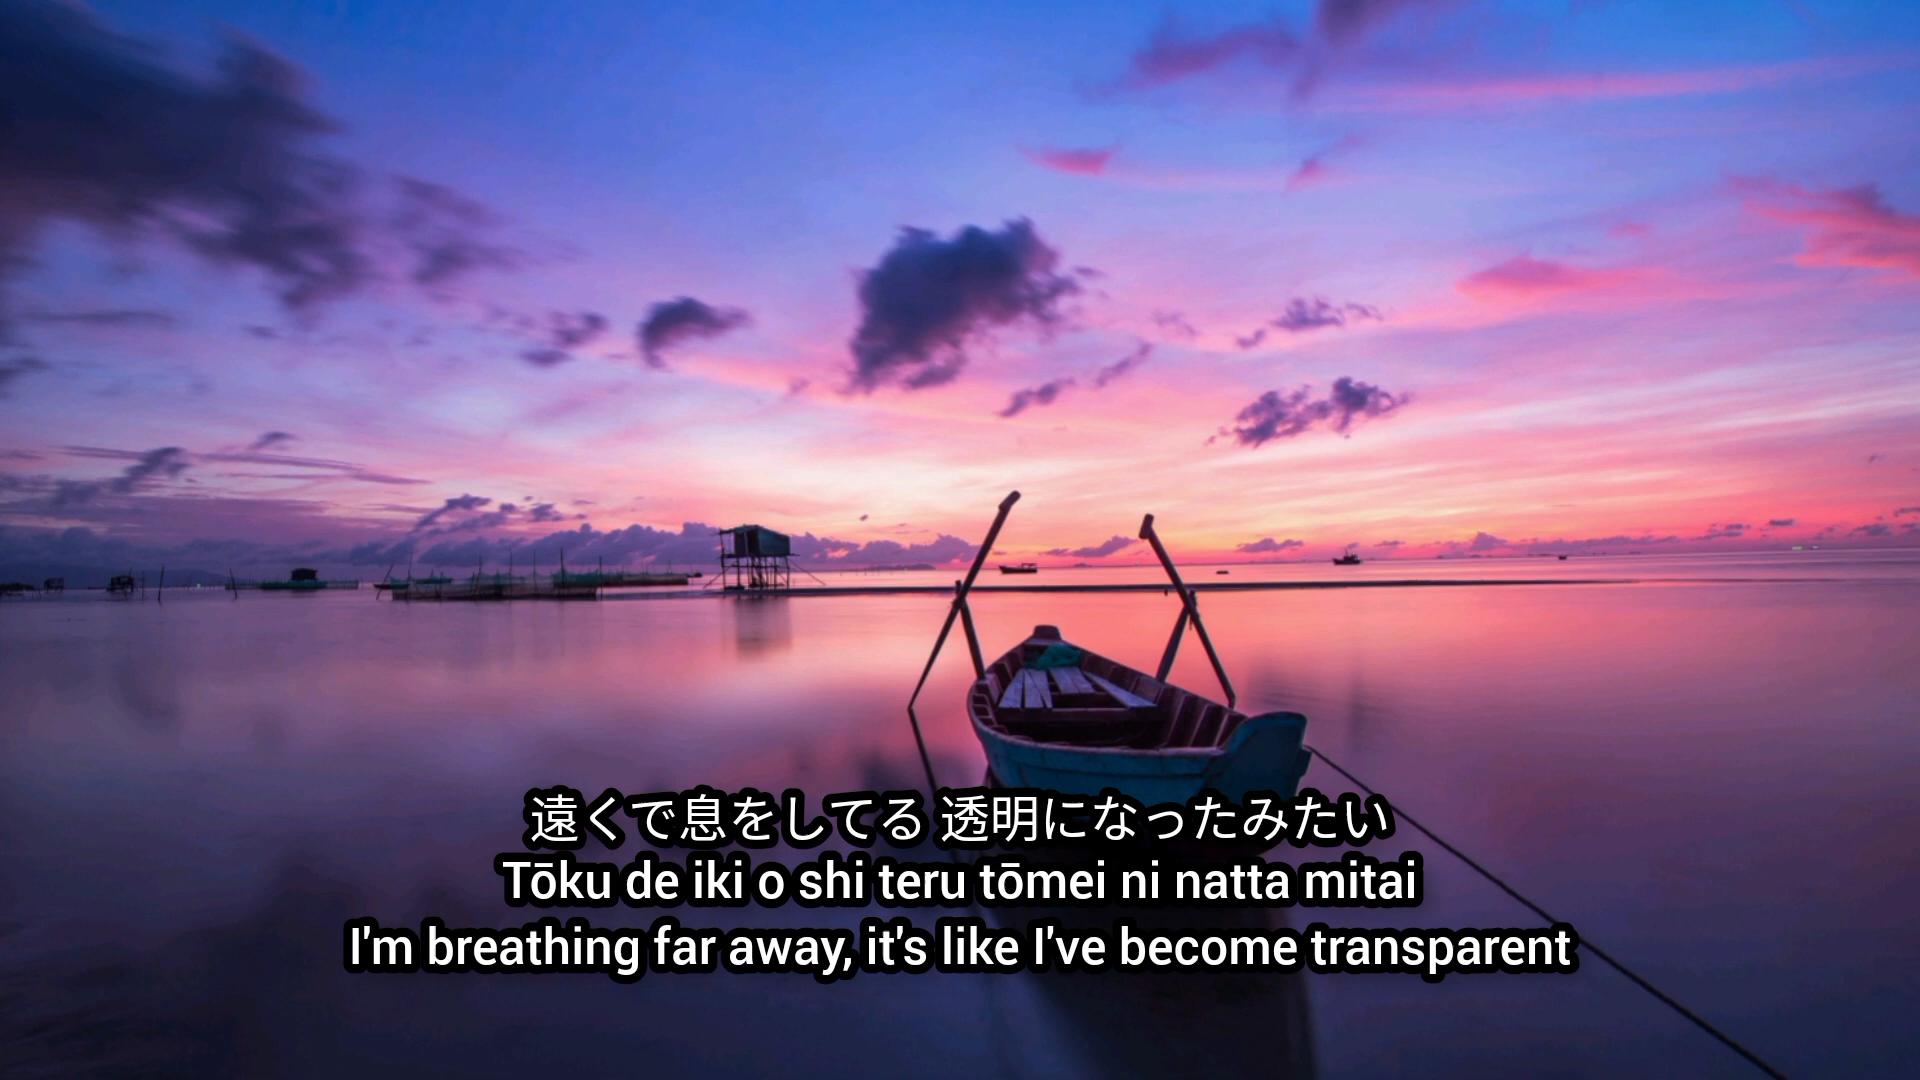 遠くで息をしてる 透明になったみたい
Tōku de iki o shi teru tōmei ni natta mitai
I'm breathing far away, it's like I've become transparent